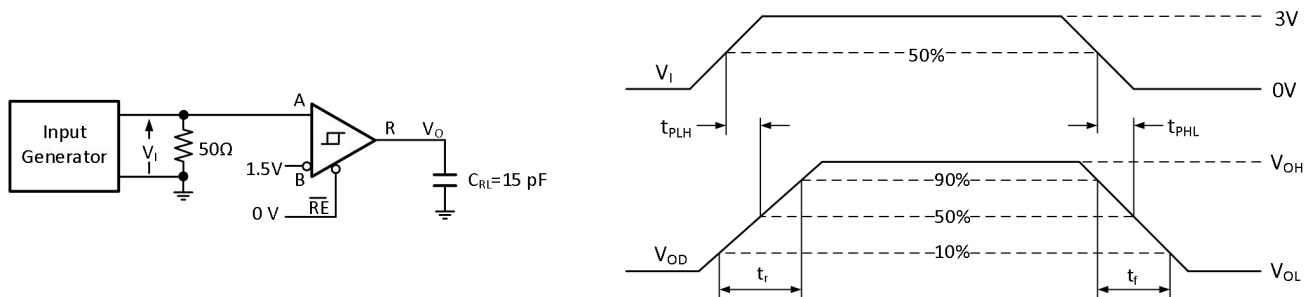 Input
Generator
V_I
50Ω
A
1.5V
B
0 V
R̅E̅
R
V_O
C_RL=15 pF
3V
50%
V_I
0V
t_PLH
t_PHL
V_OH
90%
50%
V_OD
10%
V_OL
t_r
t_f